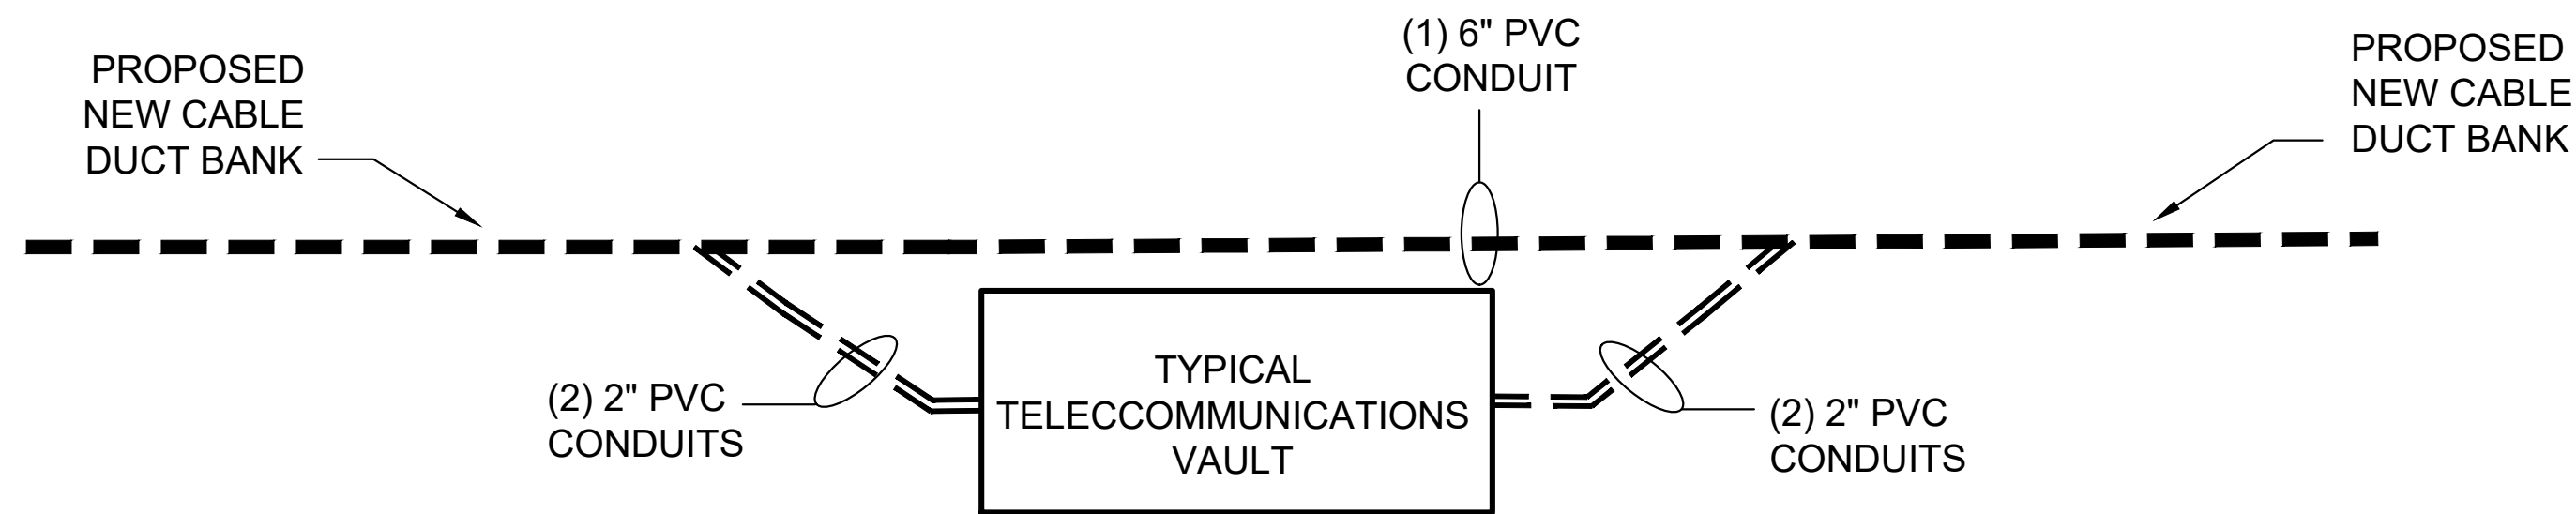 PROPOSED
NEW CABLE
DUCT BANK
(1) 6" PVC
CONDUIT
PROPOSED
NEW CABLE
DUCT BANK
(2) 2" PVC
CONDUITS
TYPICAL
TELECCOMMUNICATIONS
VAULT
(2) 2" PVC
CONDUITS